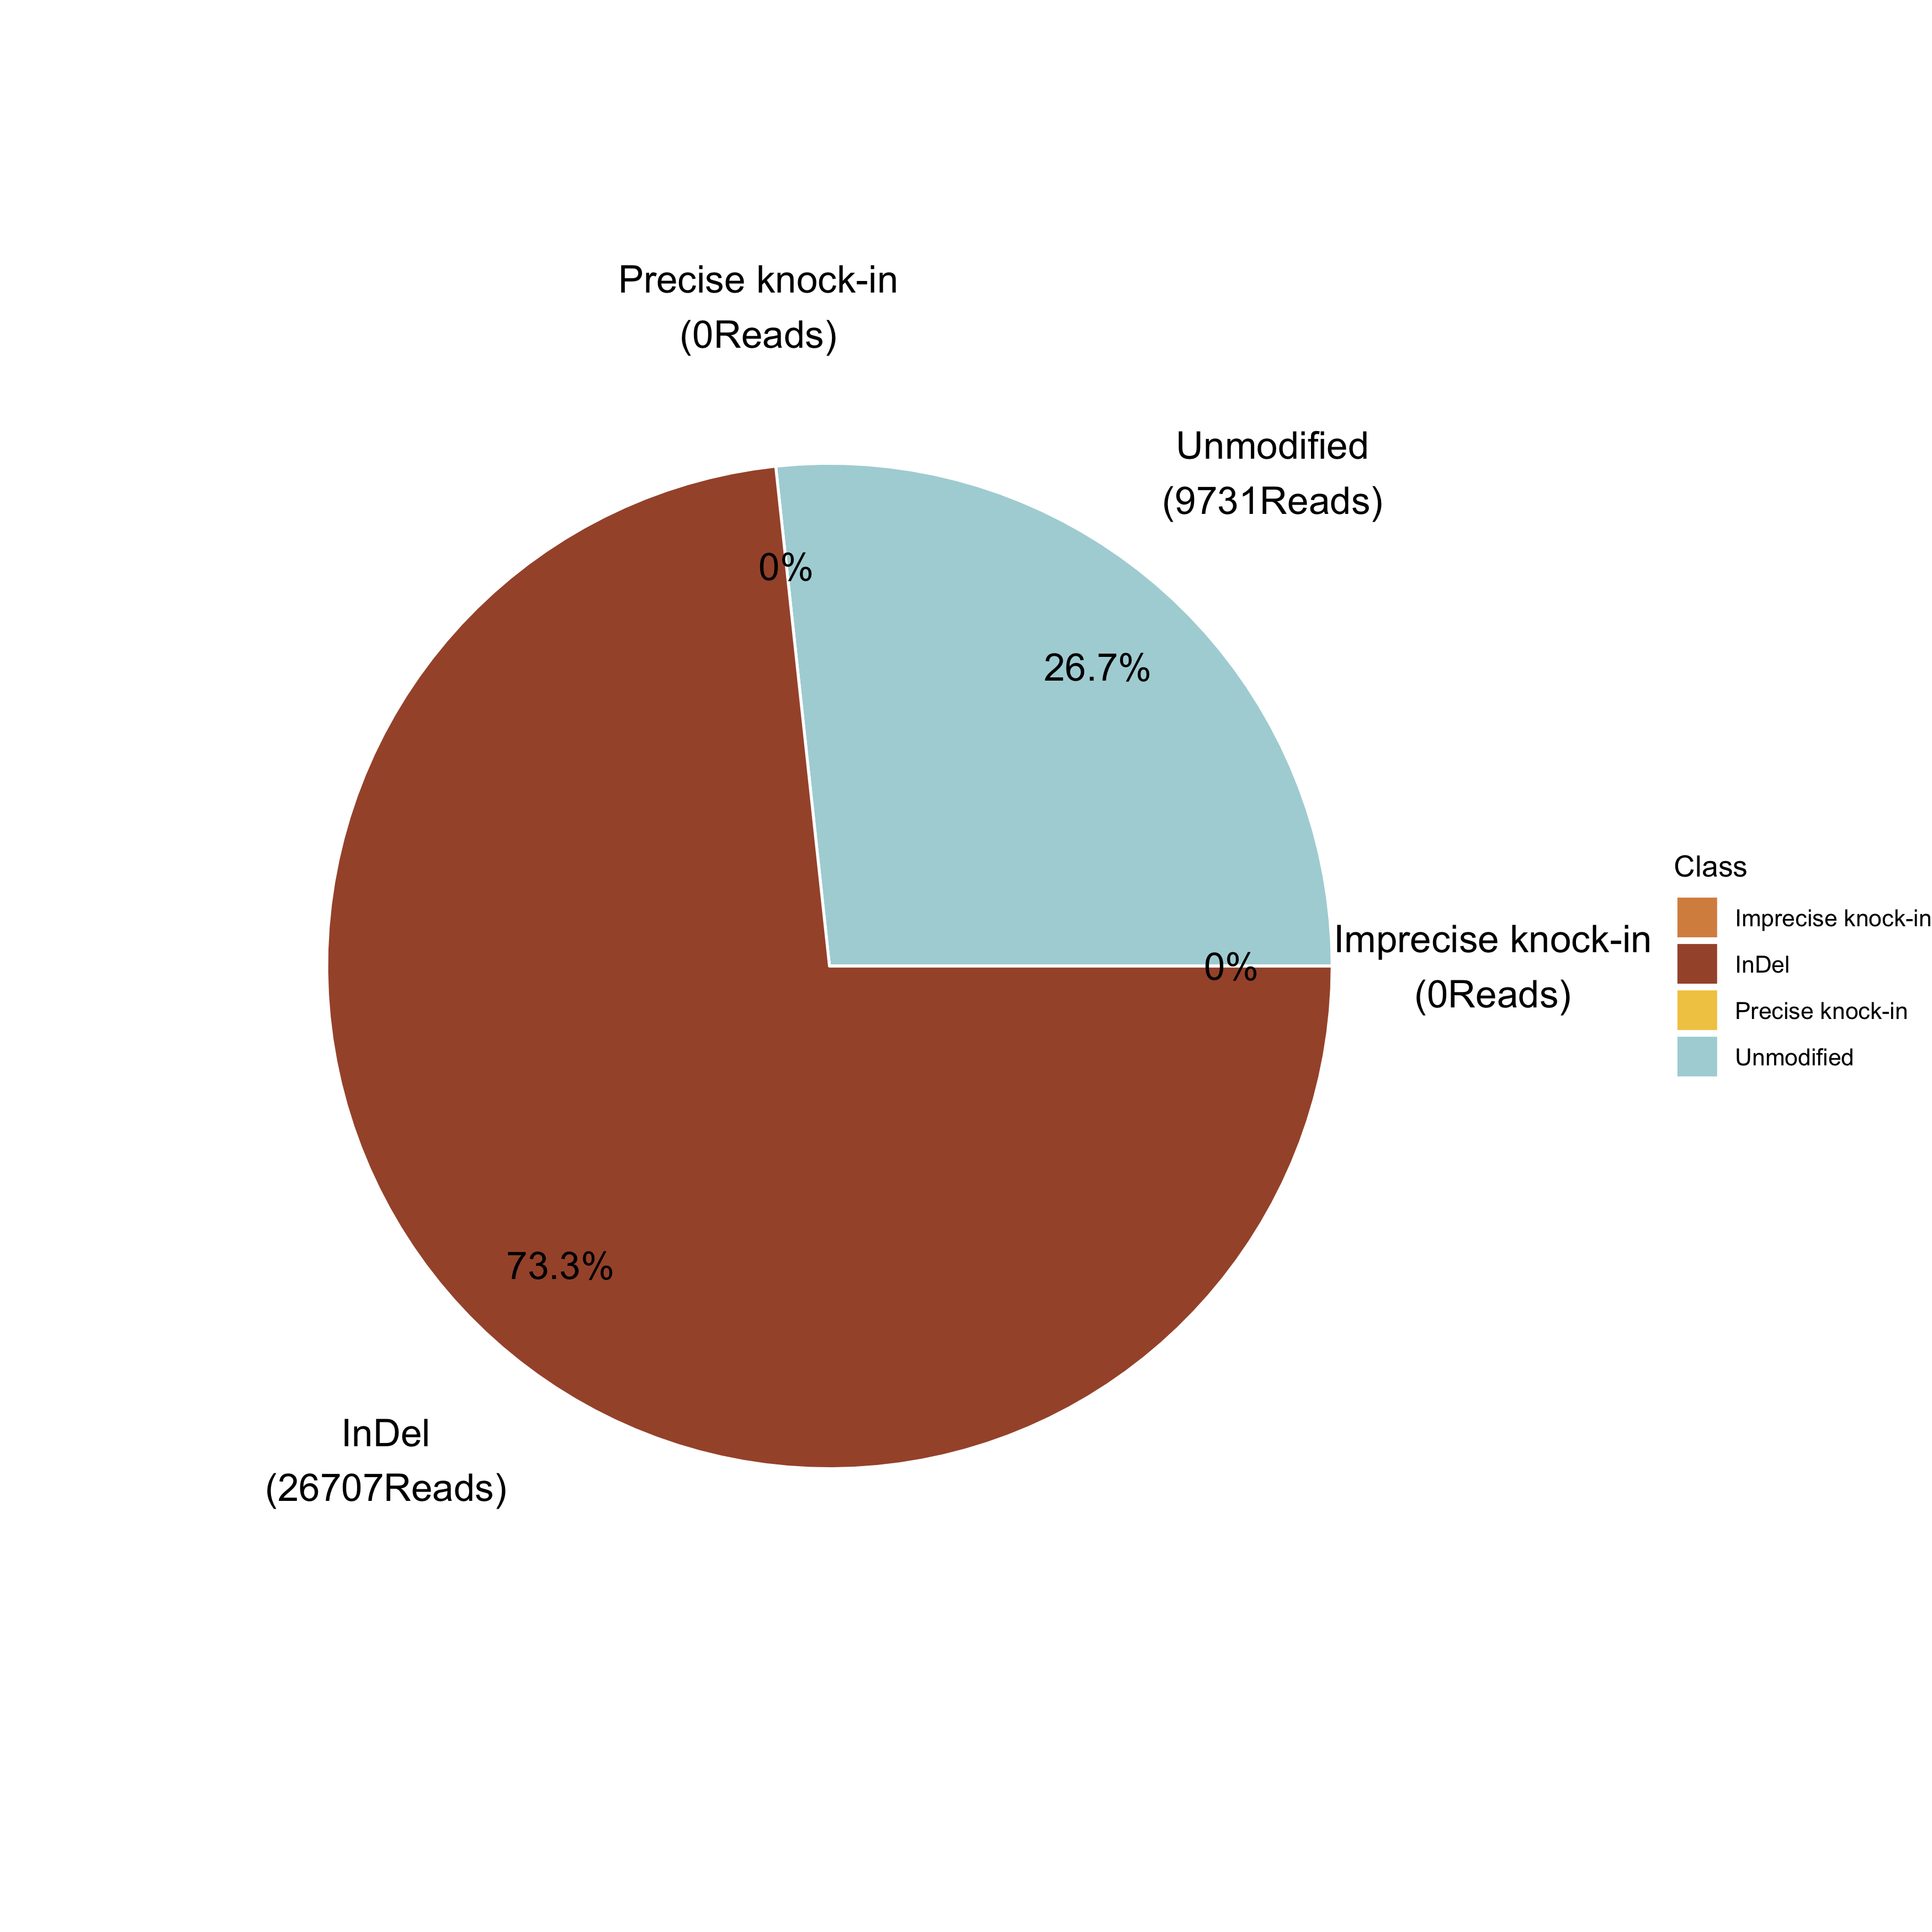 Precise knock-in
(0Reads)
Unmodified
(9731Reads)
0%
26.7%
Imprecise knock-in
(0Reads)
0%
73.3%
InDel
(26707Reads)
Class
Imprecise knock-in
InDel
Precise knock-in
Unmodified